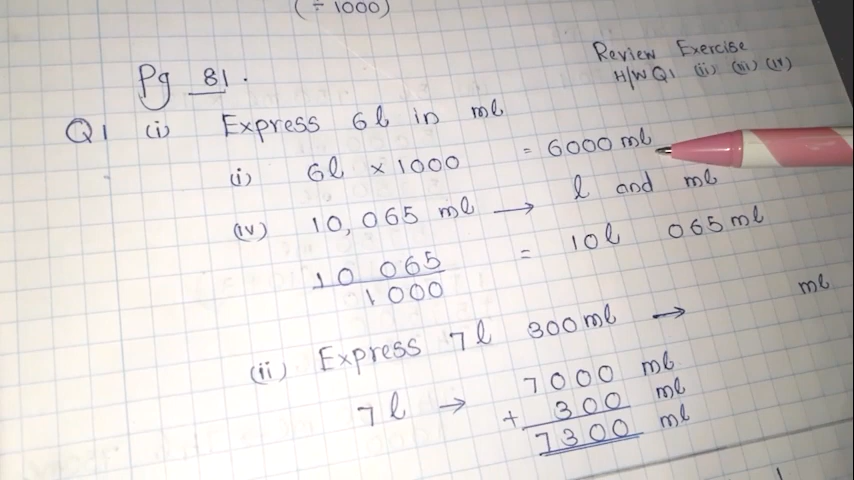 (÷ 1000)
Review Exercise
H/W Q1 (ii) (iii) (iv)
Pg 81.
Q1 (i) Express 6l in ml
(i) 6l × 1000 = 6000 ml
(iv) 10,065 ml → l and ml
10 065 = 10l 065 ml
1000
(ii) Express 7l 300ml → ml
7l → 7000 ml
+ 300 ml
7300 ml